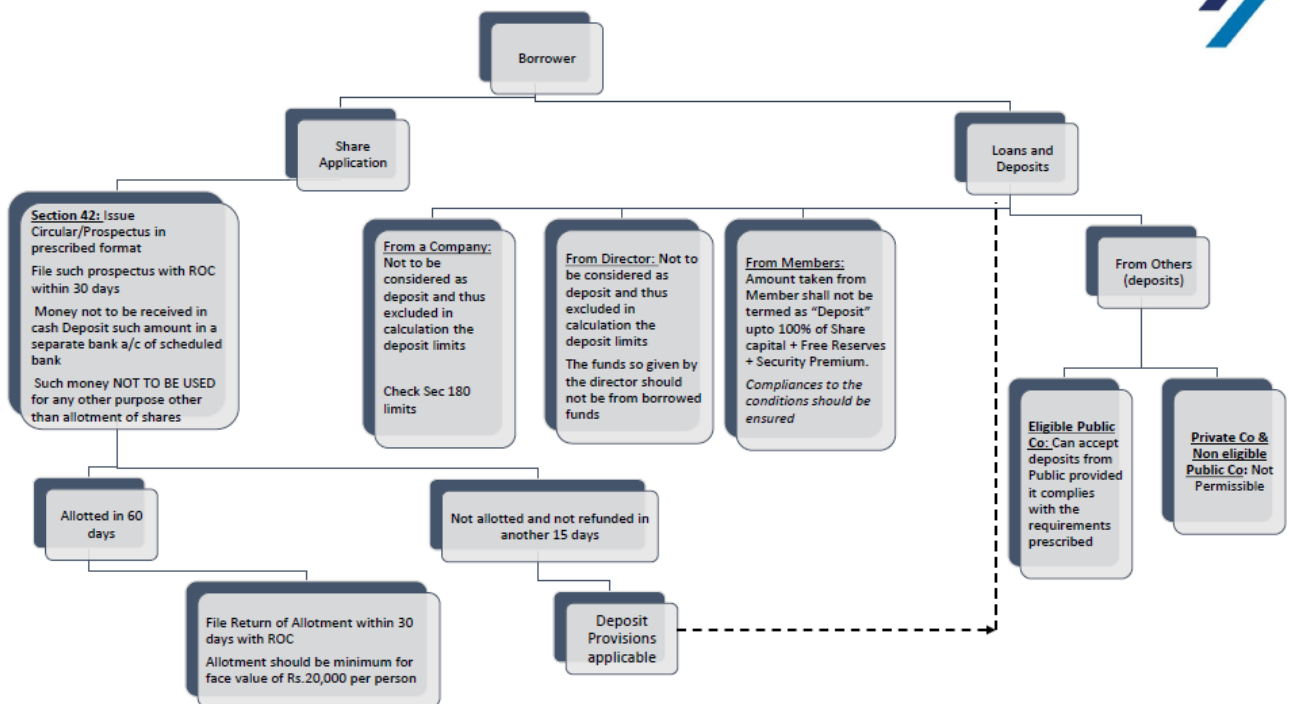 Borrower
Share
Application
Loans and
Deposits
Section 42: Issue
Circular/Prospectus in
prescribed format
File such prospectus with ROC
within 30 days
Money not to be received in
cash Deposit such amount in a
separate bank a/c of scheduled
bank
Such money NOT TO BE USED
for any other purpose other
than allotment of shares
From a Company:
Not to be
considered as
deposit and thus
excluded in
calculation the
deposit limits
Check Sec 180
limits
From Director: Not to
be considered as
deposit and thus
excluded in
calculation the
deposit limits
The funds so given by
the director should
not be from borrowed
funds
From Members:
Amount taken from
Member shall not be
termed as “Deposit”
upto 100% of Share
capital + Free Reserves
+ Security Premium.
Compliances to the
conditions should be
ensured
From Others
(deposits)
Eligible Public
Co: Can accept
deposits from
Public provided
it complies
with the
requirements
prescribed
Private Co &
Non eligible
Public Co: Not
Permissible
Allotted in 60
days
Not allotted and not refunded in
another 15 days
File Return of Allotment within 30
days with ROC
Allotment should be minimum for
face value of Rs.20,000 per person
Deposit
Provisions
applicable